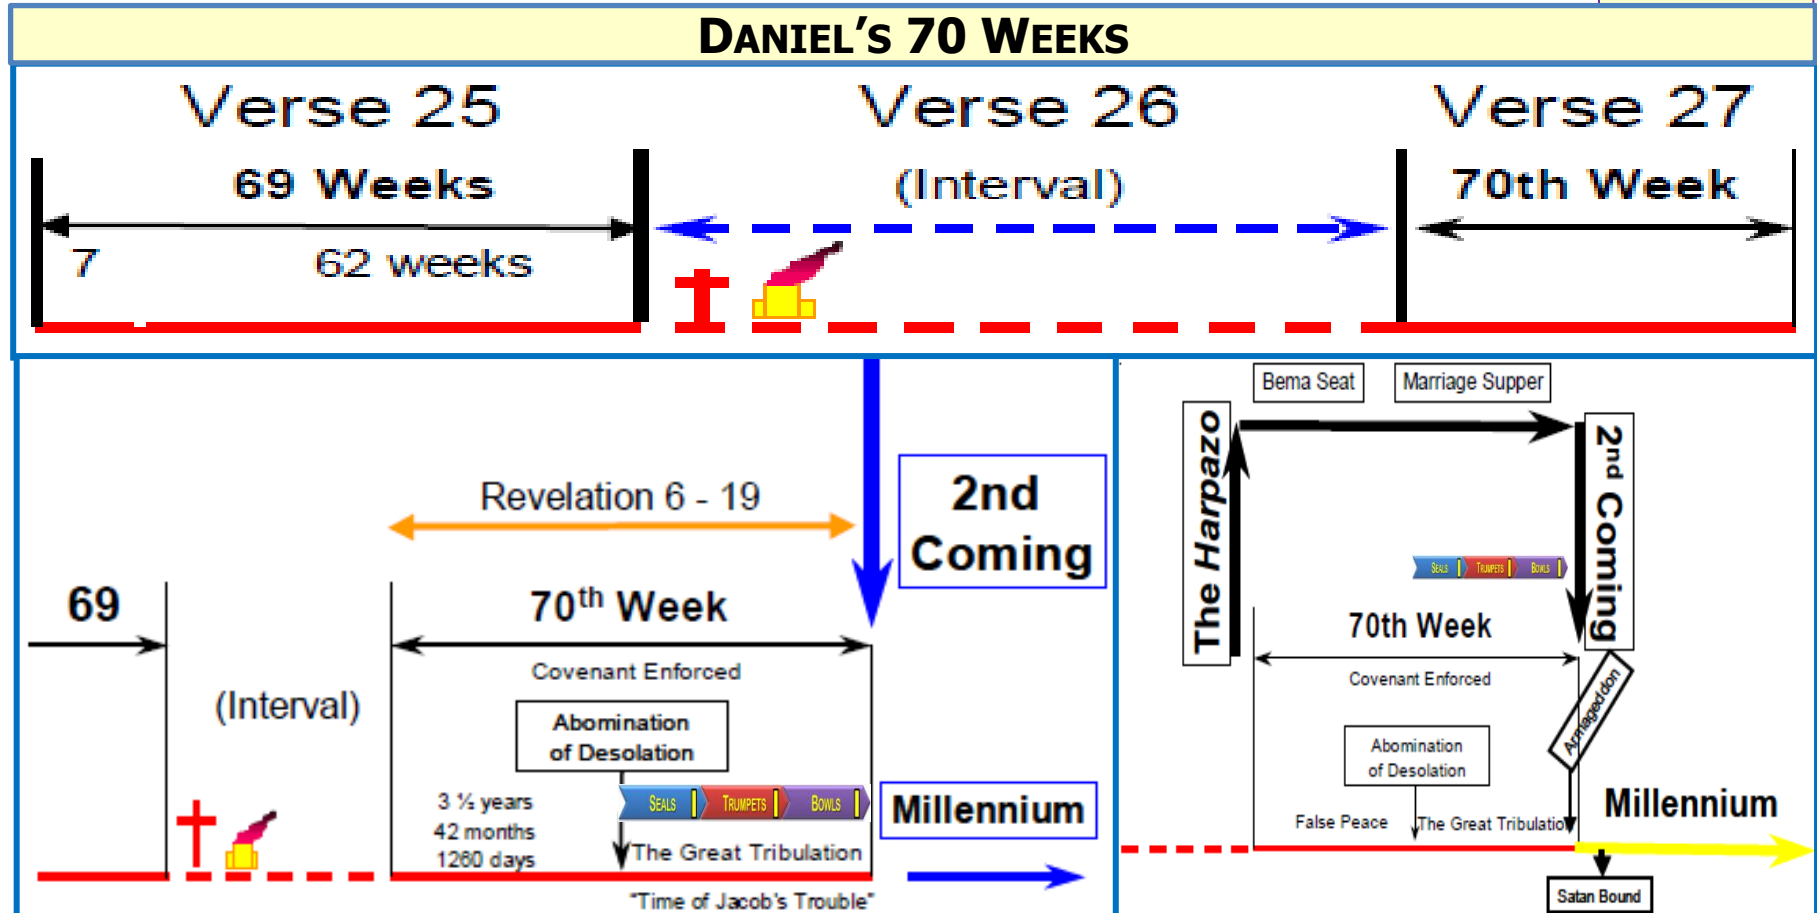 DANIEL'S 70 WEEKS
Verse 25
Verse 26
Verse 27
69 Weeks
(Interval)
70th Week
7
62 weeks
Revelation 6 - 19
2nd
Coming
69
70th Week
Covenant Enforced
(Interval)
Abomination
of Desolation
3 ½ years
42 months
1260 days
SEALS
TRUMPETS
BOWLS
Millennium
The Great Tribulation
"Time of Jacob's Trouble"
Bema Seat
Marriage Supper
The Harpazo
2nd Coming
SEALS
TRUMPETS
BOWLS
70th Week
Covenant Enforced
Armageddon
Abomination
of Desolation
Millennium
False Peace
The Great Tribulation
Satan Bound